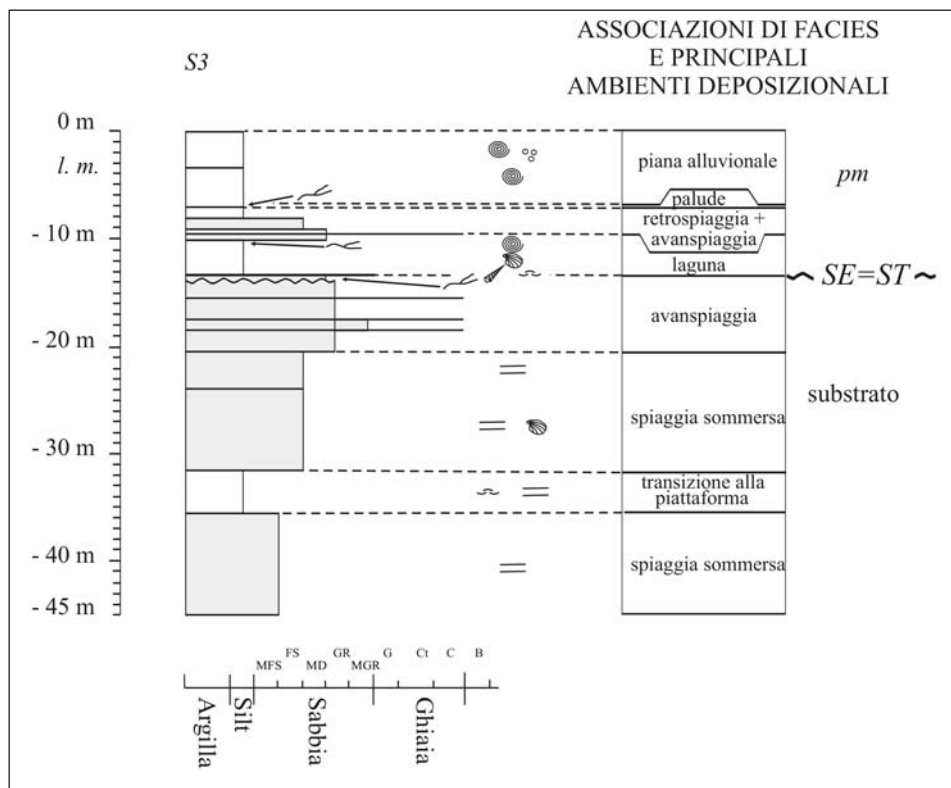 S3
ASSOCIAZIONI DI FACIES
E PRINCIPALI
AMBIENTI DEPOSIZIONALI
0 m
l. m.
- 10 m
- 20 m
- 30 m
- 40 m
- 45 m
piana alluvionale
palude
retrospiaggia +
avanspiaggia
laguna
avanspiaggia
spiaggia sommersa
transizione alla
piattaforma
spiaggia sommersa
pm
SE=ST
substrato
MFS
FS
MD
GR
MGR
G
Ct
C
B
Argilla
Silt
Sabbia
Ghiaia